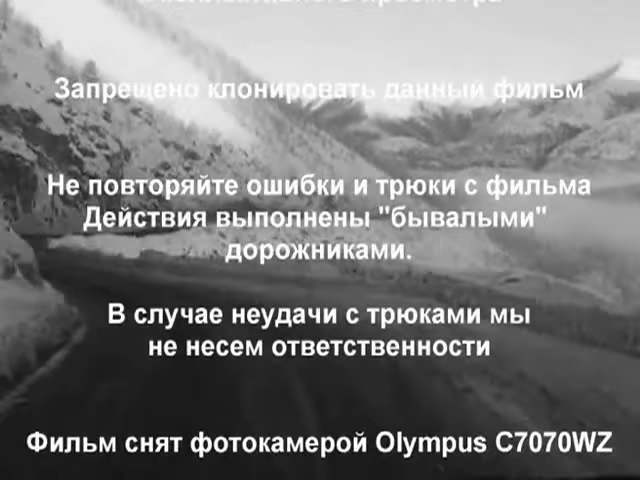 Запрещено клонировать данный фильм
Не повторяйте ошибки и трюки с фильма
Действия выполнены "бывалыми"
дорожниками.
В случае неудачи с трюками мы
не несем ответственности
Фильм снят фотокамерой Olympus C7070WZ